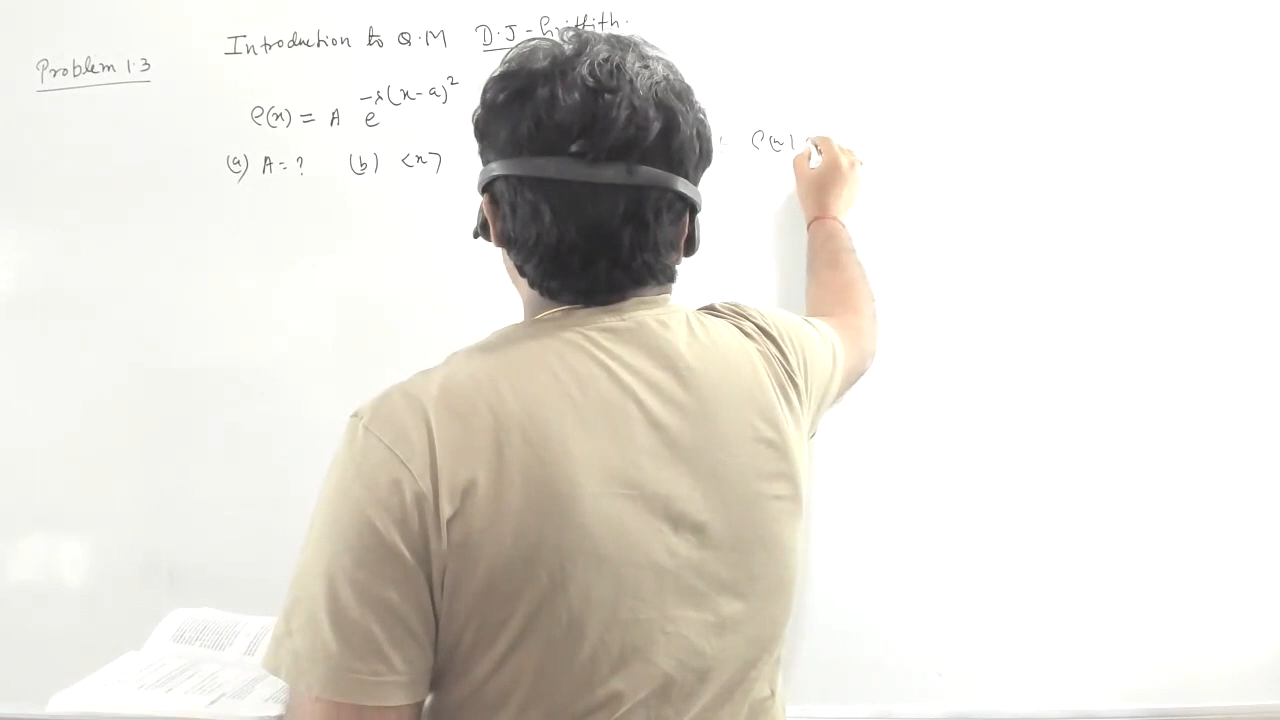 Introduction to Q.M D.J-Griffith.
Problem 1.3
ρ(x) = A e^{-λ(x-a)^2}
(a) A = ? (b) <x>
ρ(x)